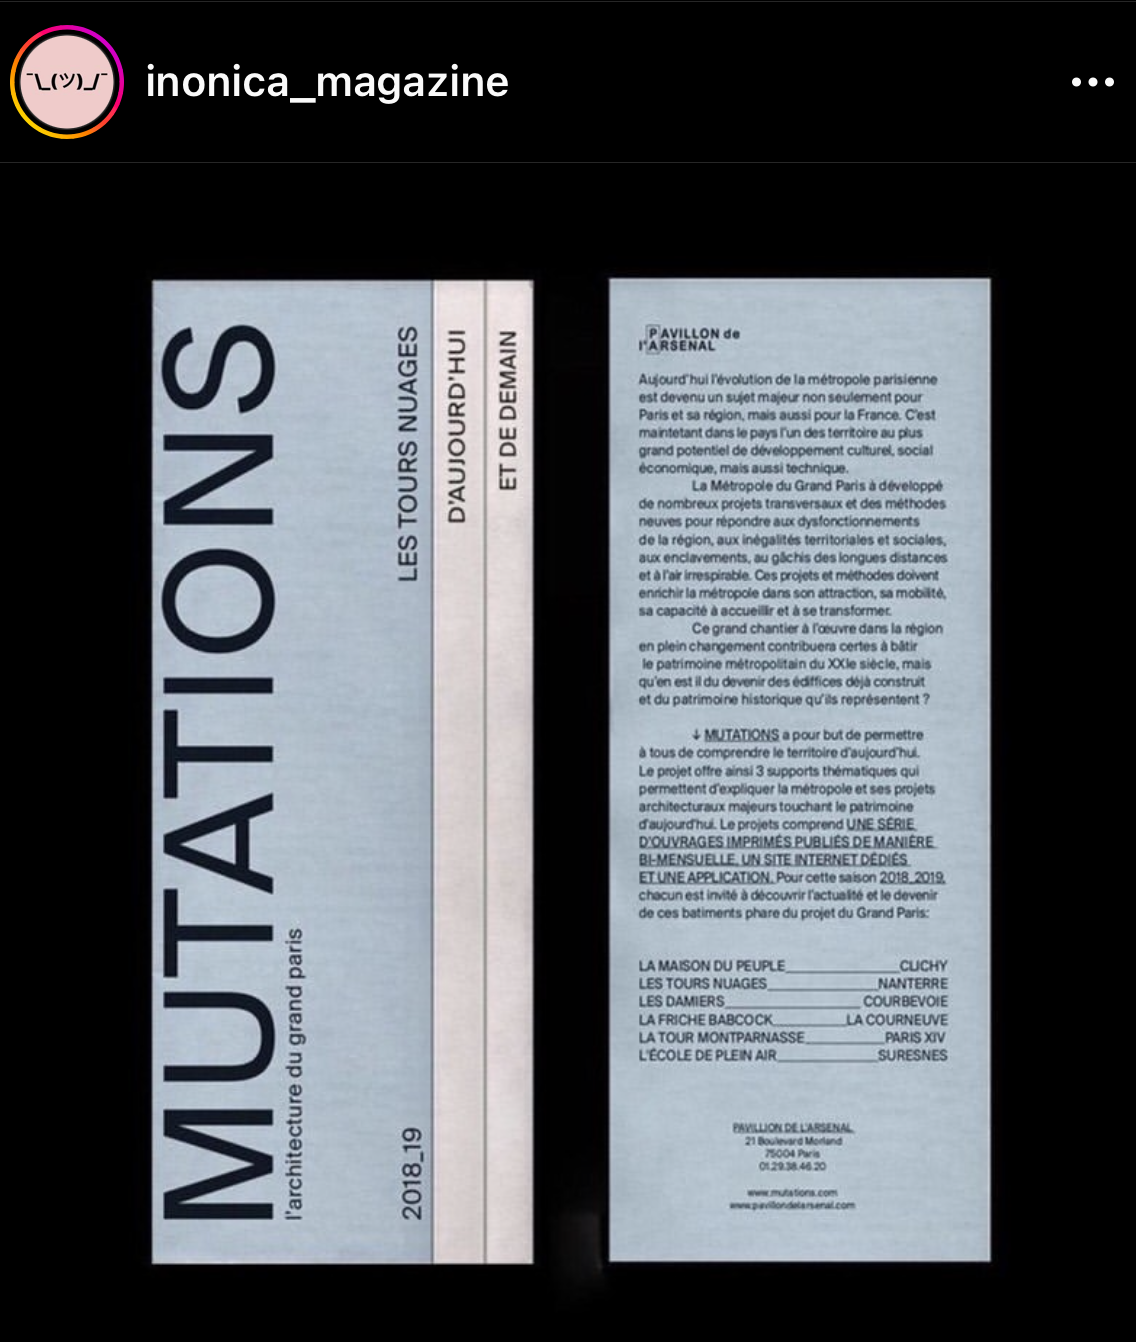 ¯\_(ツ)_/¯
inonica_magazine
MUTATIONS
l'architecture du grand paris
2018_19
LES TOURS NUAGES
D'AUJOURD'HUI
ET DE DEMAIN
PAVILLON de
l'ARSENAL
Aujourd'hui l'évolution de la métropole parisienne
est devenu un sujet majeur non seulement pour
Paris et sa région, mais aussi pour la France. C'est
maintetant dans le pays l'un des territoire au plus
grand potentiel de développement culturel, social
économique, mais aussi technique.
La Métropole du Grand Paris à développé
de nombreux projets transversaux et des méthodes
neuves pour répondre aux dysfonctionnements
de la région, aux inégalités territoriales et sociales,
aux enclavements, au gâchis des longues distances
et à l'air irrespirable. Ces projets et méthodes doivent
enrichir la métropole dans son attraction, sa mobilité,
sa capacité à accueillir et à se transformer.
Ce grand chantier à l'œuvre dans la région
en plein changement contribuera certes à bâtir
le patrimoine métropolitain du XXIe siècle, mais
qu'en est il du devenir des édiffices déjà construit
et du patrimoine historique qu'ils représentent ?
↓ MUTATIONS a pour but de permettre
à tous de comprendre le territoire d'aujourd'hui.
Le projet offre ainsi 3 supports thématiques qui
permettent d'expliquer la métropole et ses projets
architecturaux majeurs touchant le patrimoine
d'aujourd'hui. Le projets comprend UNE SÉRIE
D'OUVRAGES IMPRIMÉS PUBLIÉS DE MANIÈRE
BI-MENSUELLE, UN SITE INTERNET DÉDIÉS
ET UNE APPLICATION. Pour cette saison 2018_2019,
chacun est invité à découvrir l'actualité et le devenir
de ces batiments phare du projet du Grand Paris:
LA MAISON DU PEUPLE____________CLICHY
LES TOURS NUAGES____________NANTERRE
LES DAMIERS____________COURBEVOIE
LA FRICHE BABCOCK________LA COURNEUVE
LA TOUR MONTPARNASSE________PARIS XIV
L'ÉCOLE DE PLEIN AIR__________SURESNES
PAVILLION DE L'ARSENAL
21 Boulevard Morland
75004 Paris
01.29.38.46.20
www.mutations.com
www.pavillondelarsenal.com